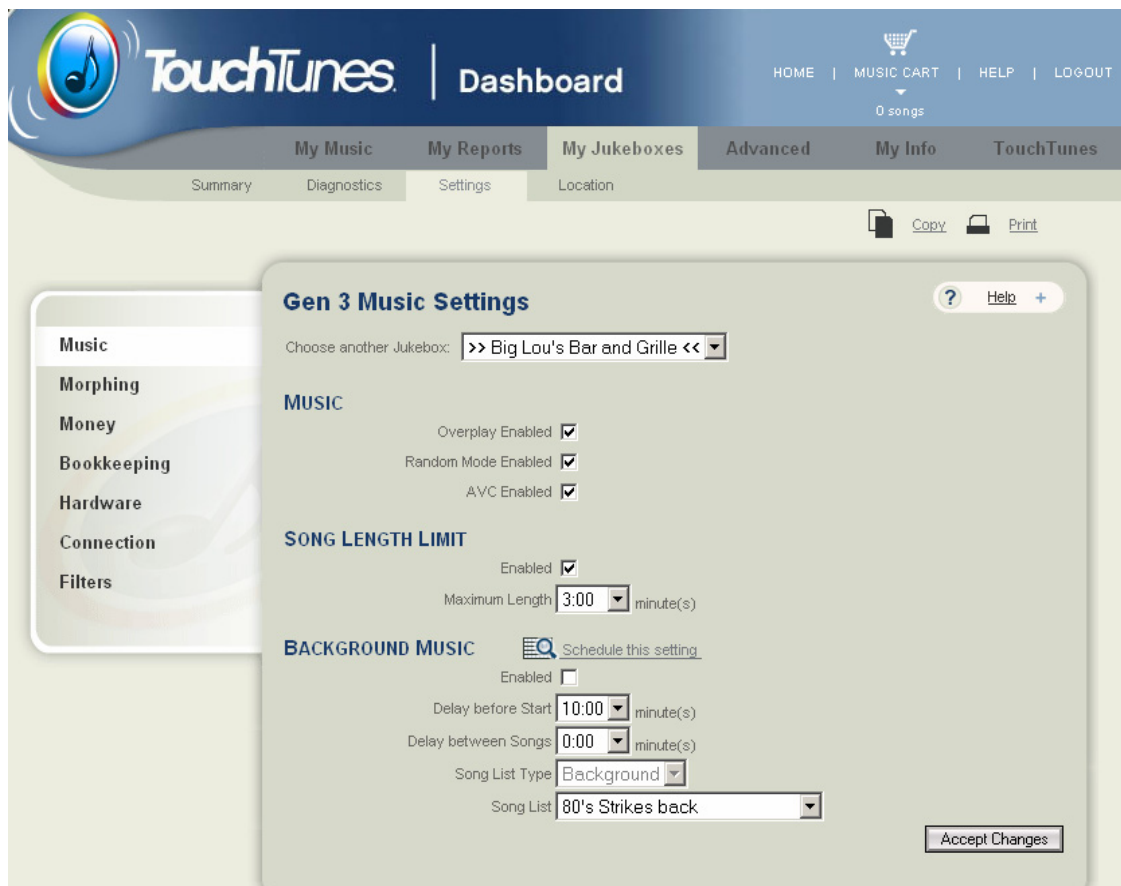 TouchTunes. | Dashboard
HOME | MUSIC CART | HELP | LOGOUT
0 songs
My Music My Reports My Jukeboxes Advanced My Info TouchTunes
Summary Diagnostics Settings Location
Copy Print
Gen 3 Music Settings
? Help +
Choose another Jukebox: >> Big Lou's Bar and Grille <<
Music
Morphing
Money
Bookkeeping
Hardware
Connection
Filters
MUSIC
Overplay Enabled
Random Mode Enabled
AVC Enabled
SONG LENGTH LIMIT
Enabled
Maximum Length 3:00 minute(s)
BACKGROUND MUSIC Schedule this setting
Enabled
Delay before Start 10:00 minute(s)
Delay between Songs 0:00 minute(s)
Song List Type Background
Song List 80's Strikes back
Accept Changes